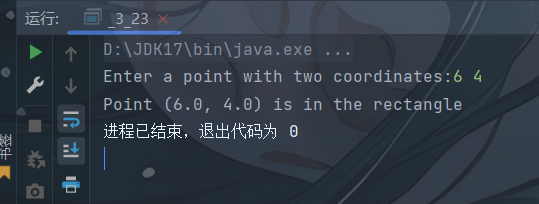 运行: _3_23
D:\JDK17\bin\java.exe ...
Enter a point with two coordinates:6 4
Point (6.0, 4.0) is in the rectangle
进程已结束，退出代码为 0